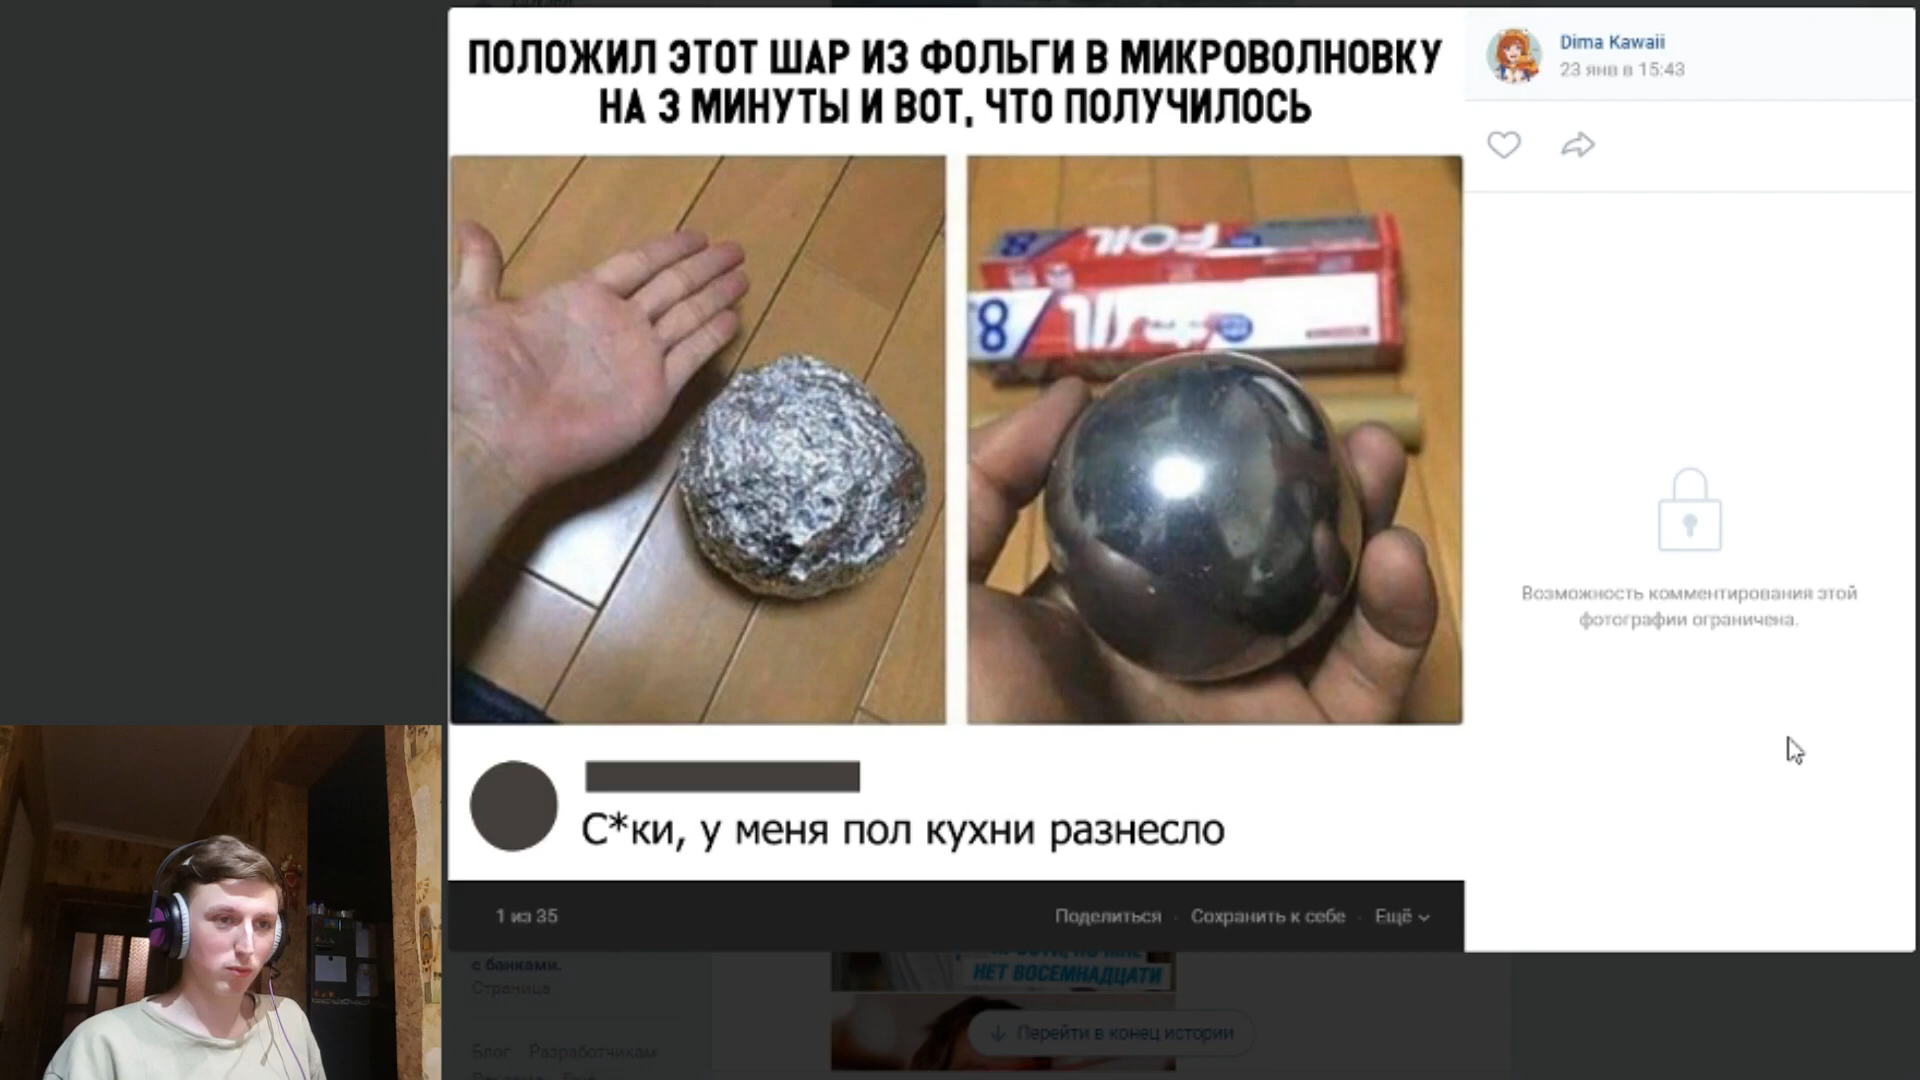 ПОЛОЖИЛ ЭТОТ ШАР ИЗ ФОЛЬГИ В МИКРОВОЛНОВКУ
НА 3 МИНУТЫ И ВОТ, ЧТО ПОЛУЧИЛОСЬ
Dima Kawaii
23 янв в 15:43
8 FOIL
8
Возможность комментирования этой
фотографии ограничена.
С*ки, у меня пол кухни разнесло
1 из 35
Поделиться · Сохранить к себе · Ещё
с банками.
Страница
НЕТ ВОСЕМНАДЦАТИ
Перейти в конец истории
Блог Разработчикам